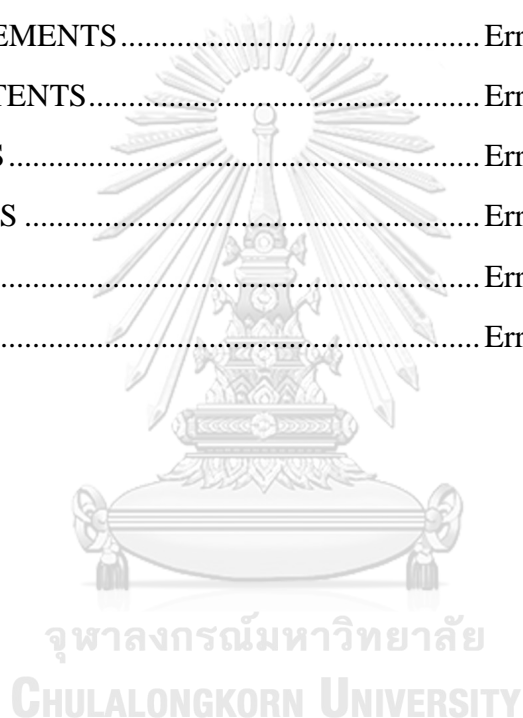 EMENTS............................................... Err
TENTS.................................................. Err
S............................................................. Err
S ........................................................... Err
............................................................... Err
............................................................... Err
จุฬาลงกรณ์มหาวิทยาลัย
CHULALONGKORN UNIVERSITY